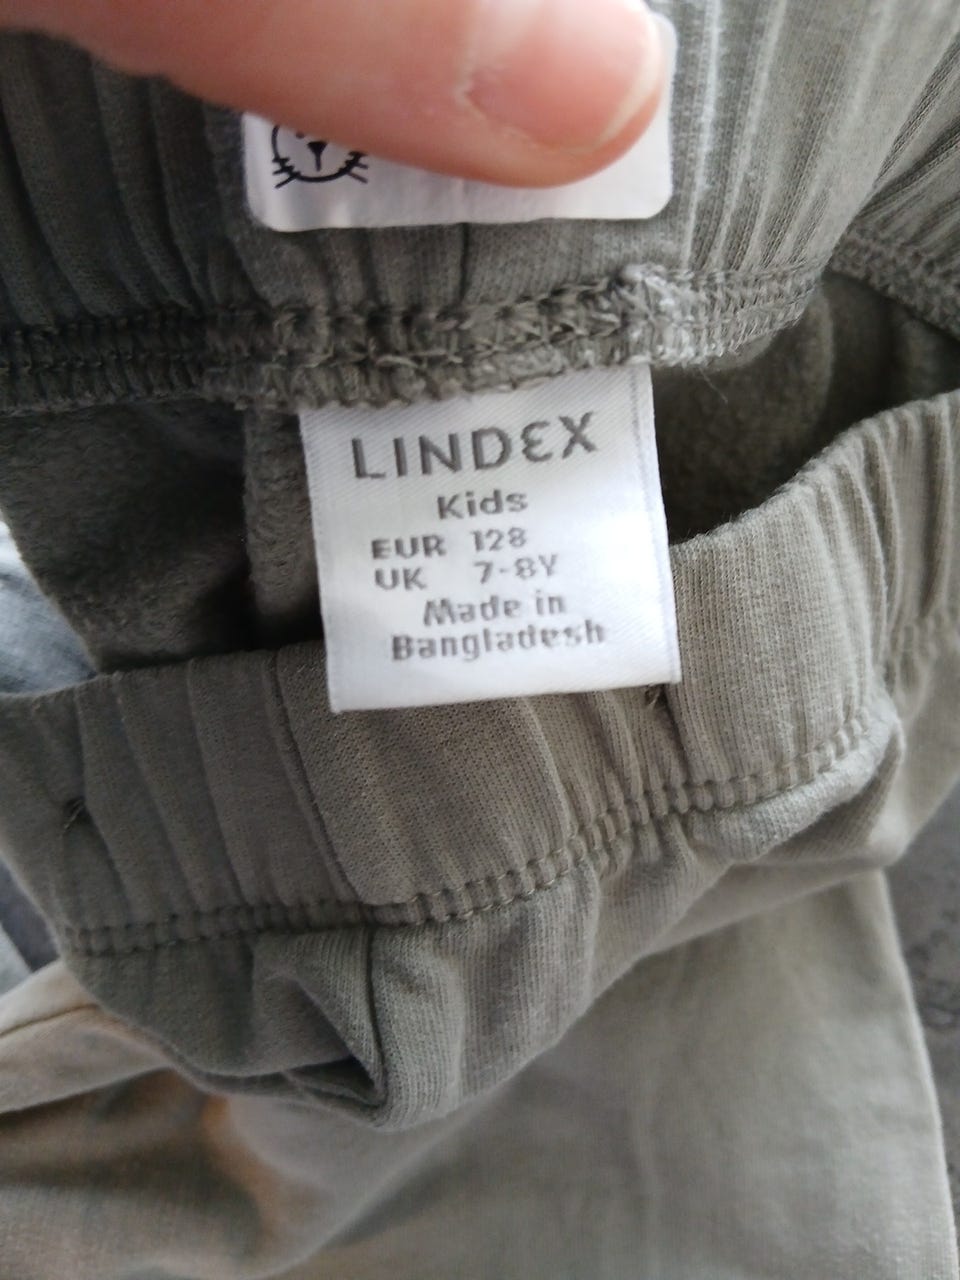 LINDEX
Kids
EUR 128
UK 7-8Y
Made in
Bangladesh